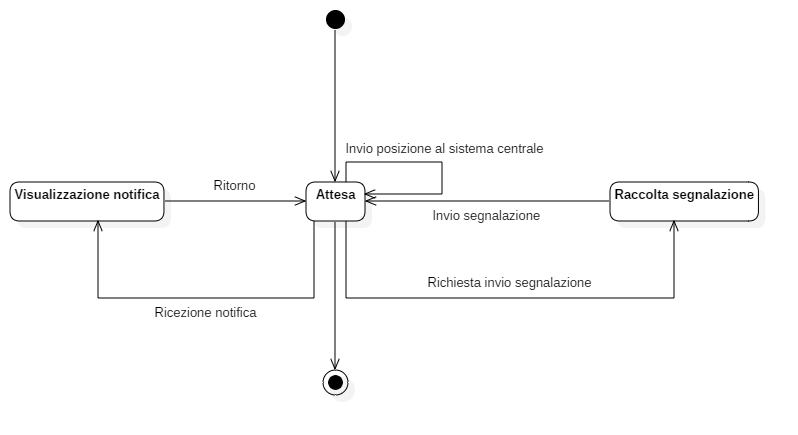 Invio posizione al sistema centrale
Visualizzazione notifica
Ritorno
Attesa
Raccolta segnalazione
Invio segnalazione
Richiesta invio segnalazione
Ricezione notifica